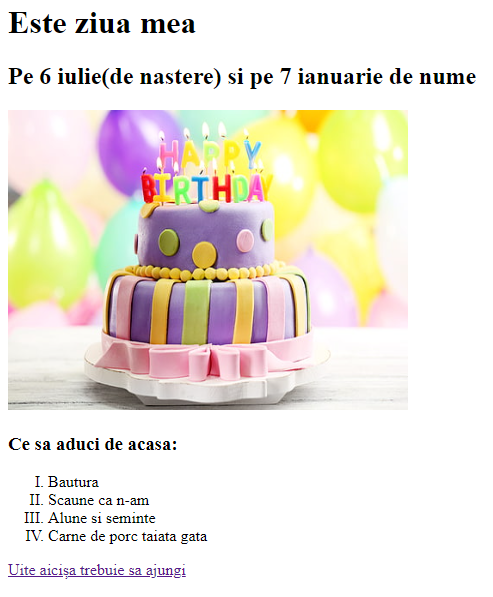 Este ziua mea
Pe 6 iulie(de nastere) si pe 7 ianuarie de nume
HAPPY
BIRTHDAY
Ce sa aduci de acasa:
I. Bautura
II. Scaune ca n-am
III. Alune si seminte
IV. Carne de porc taiata gata
Uite aicișa trebuie sa ajungi